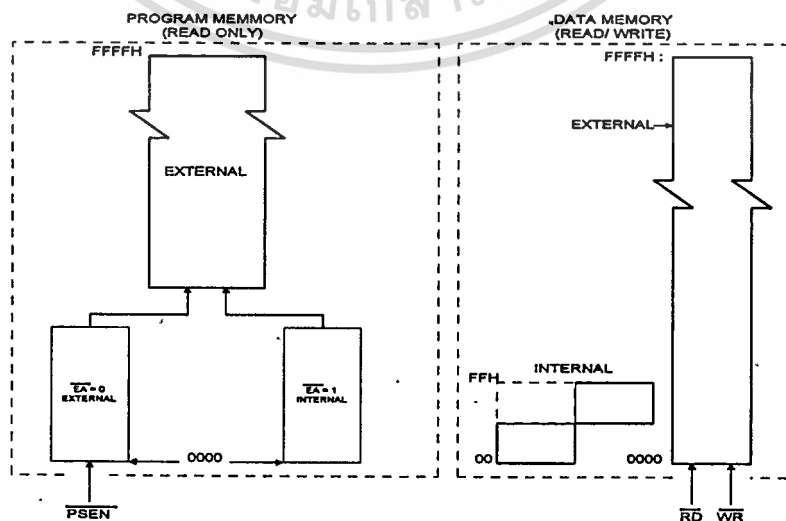 PROGRAM MEMMORY
(READ ONLY)
FFFFH
EXTERNAL
EA = 0
EXTERNAL
EA = 1
INTERNAL
0000
PSEN
DATA MEMORY
(READ/ WRITE)
FFFFH :
EXTERNAL
INTERNAL
FFH
00
0000
RD
WR